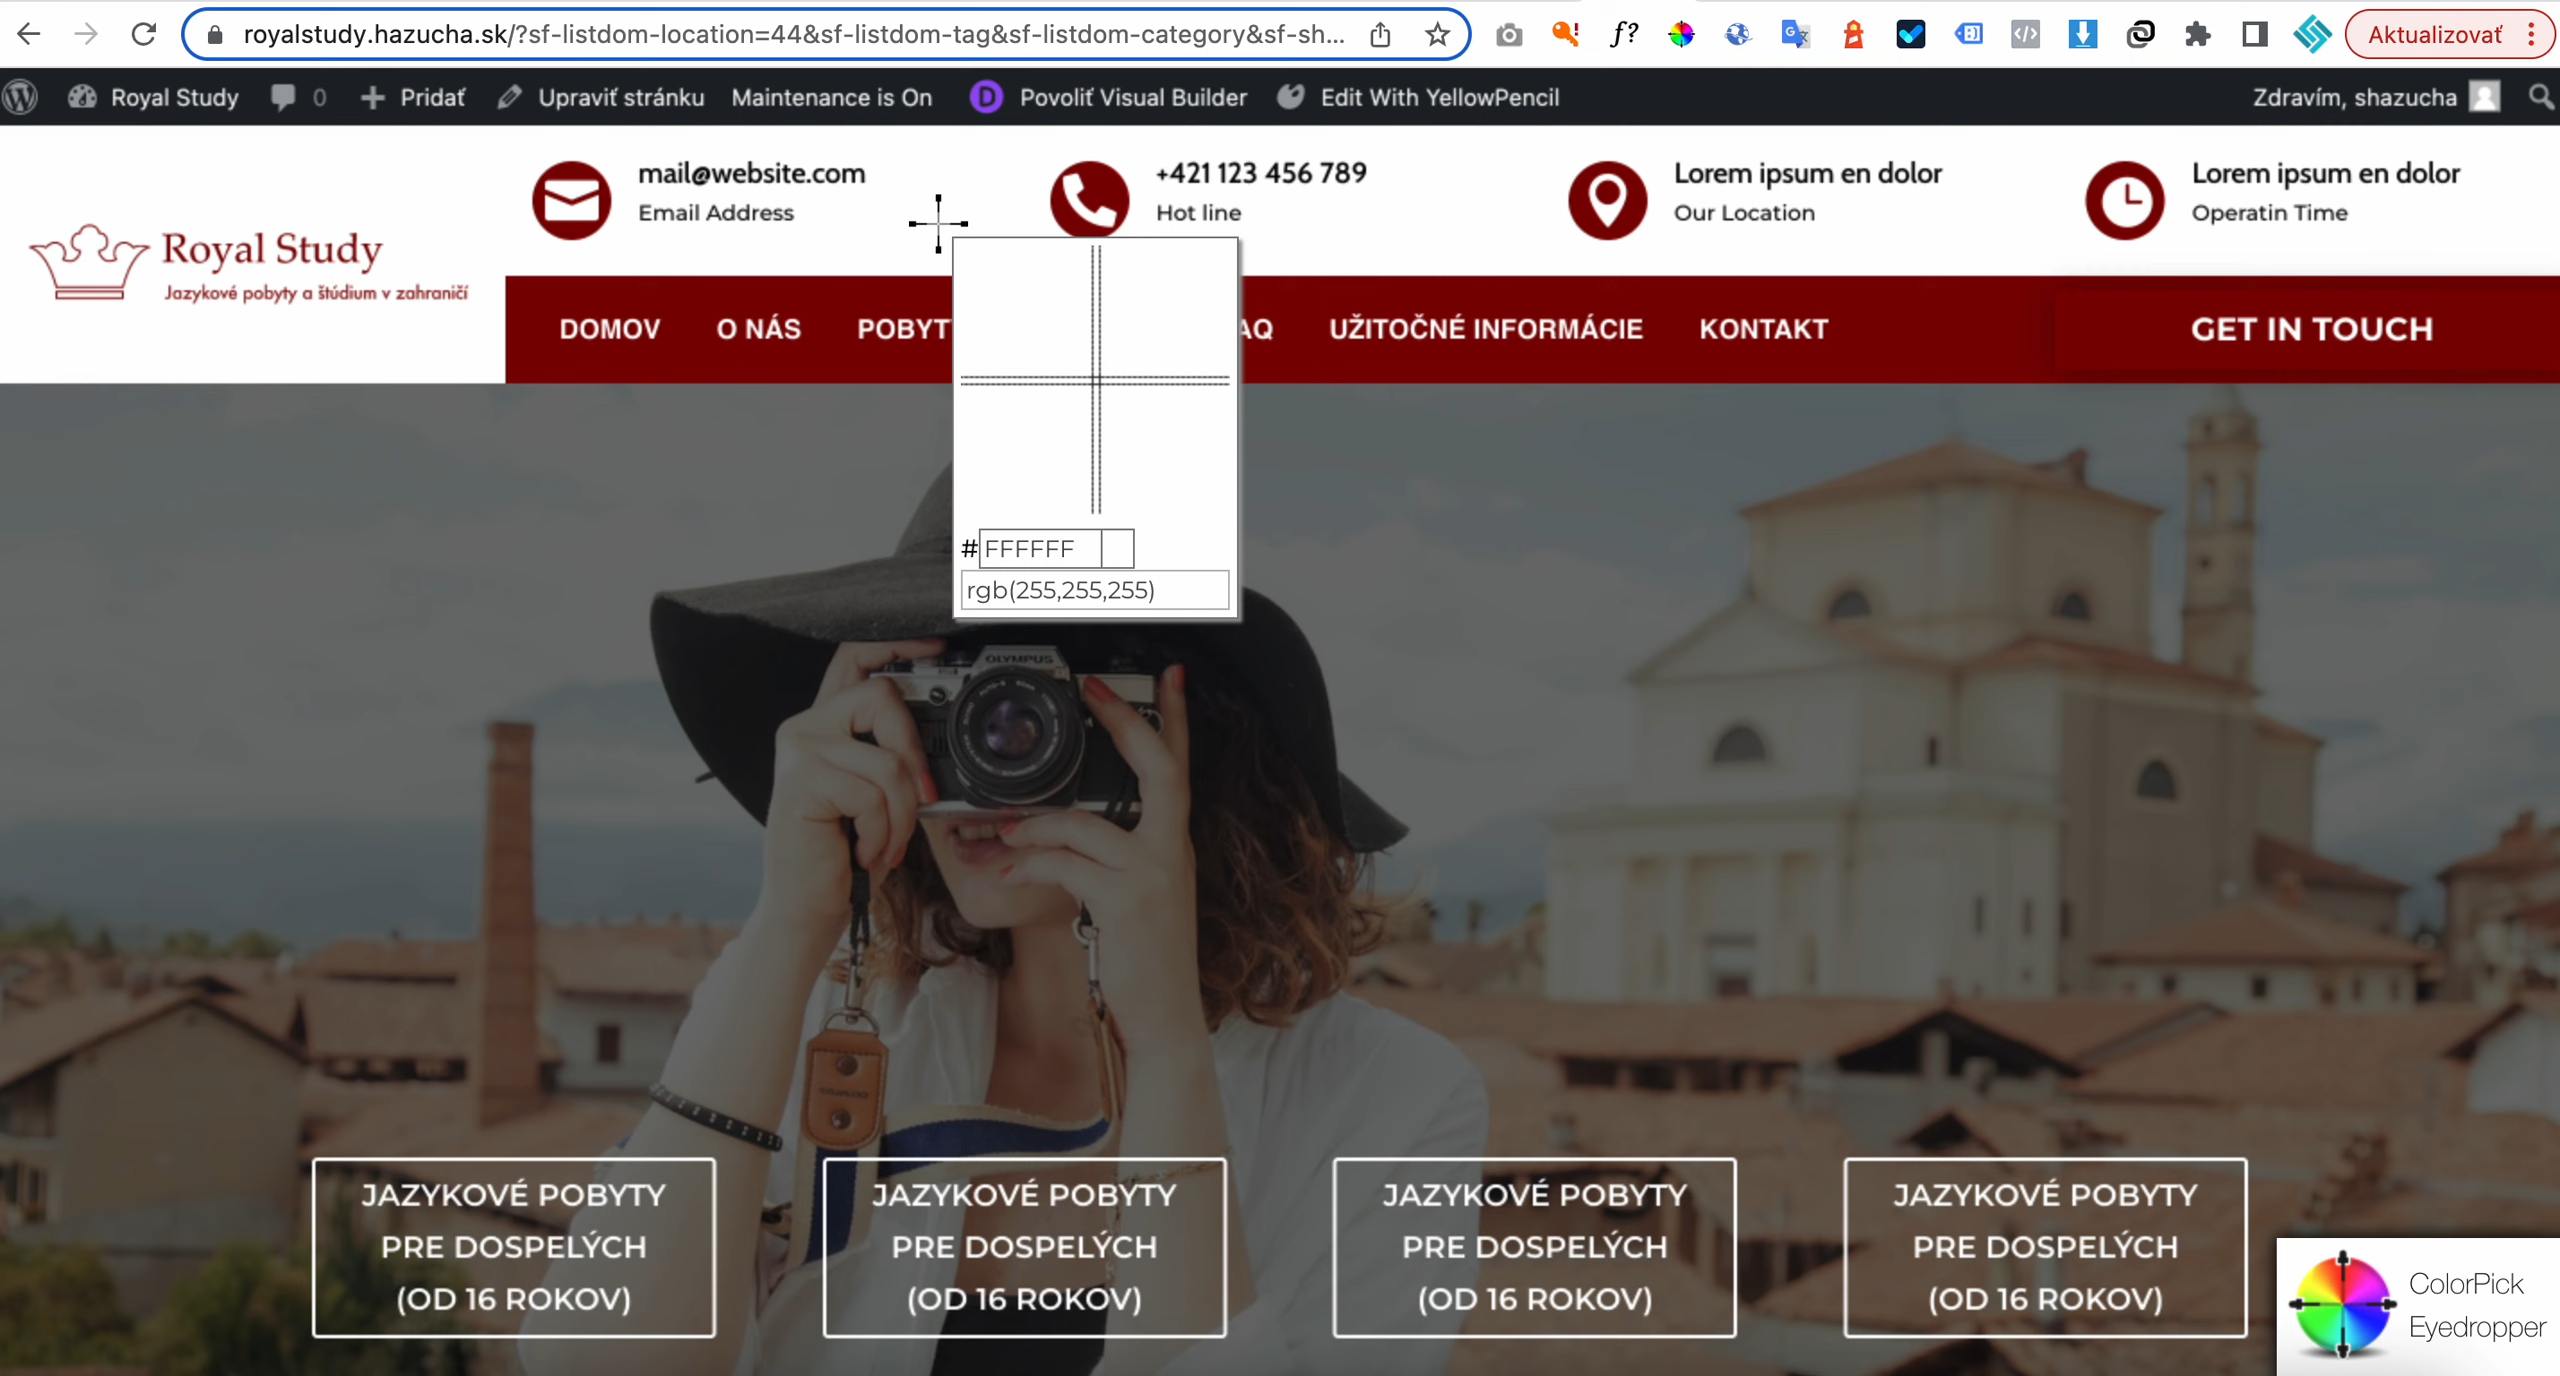 royalstudy.hazucha.sk/?sf-listdom-location=44&sf-listdom-tag&sf-listdom-category&sf-sh...
Aktualizovať
Royal Study
0
Pridať
Upraviť stránku
Maintenance is On
Povoliť Visual Builder
Edit With YellowPencil
Zdravím, shazucha
mail@website.com
Email Address
+421 123 456 789
Hot line
Lorem ipsum en dolor
Our Location
Lorem ipsum en dolor
Operatin Time
Royal Study
Jazykové pobyty a štúdium v zahraničí
DOMOV
O NÁS
POBYT
AQ
UŽITOČNÉ INFORMÁCIE
KONTAKT
GET IN TOUCH
#FFFFFF
rgb(255,255,255)
OLYMPUS
JAZYKOVÉ POBYTY
PRE DOSPELÝCH
(OD 16 ROKOV)
JAZYKOVÉ POBYTY
PRE DOSPELÝCH
(OD 16 ROKOV)
JAZYKOVÉ POBYTY
PRE DOSPELÝCH
(OD 16 ROKOV)
JAZYKOVÉ POBYTY
PRE DOSPELÝCH
(OD 16 ROKOV)
ColorPick
Eyedropper